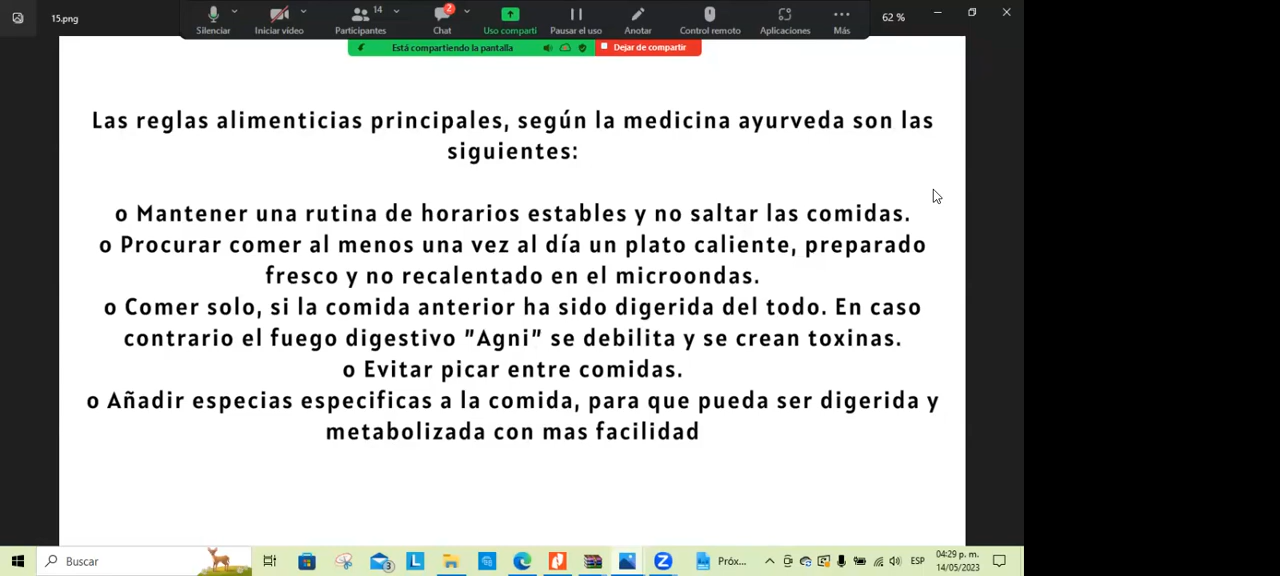 15.png
14
2
62 %
Silenciar
Iniciar vídeo
Participantes
Chat
Uso comparti
Pausar el uso
Anotar
Control remoto
Aplicaciones
Más
Está compartiendo la pantalla
Dejar de compartir
Las reglas alimenticias principales, según la medicina ayurveda son las
siguientes:
o Mantener una rutina de horarios estables y no saltar las comidas.
o Procurar comer al menos una vez al día un plato caliente, preparado
fresco y no recalentado en el microondas.
o Comer solo, si la comida anterior ha sido digerida del todo. En caso
contrario el fuego digestivo "Agni" se debilita y se crean toxinas.
o Evitar picar entre comidas.
o Añadir especias especificas a la comida, para que pueda ser digerida y
metabolizada con mas facilidad
Buscar
3
L
Próx...
ESP
04:29 p. m.
14/05/2023